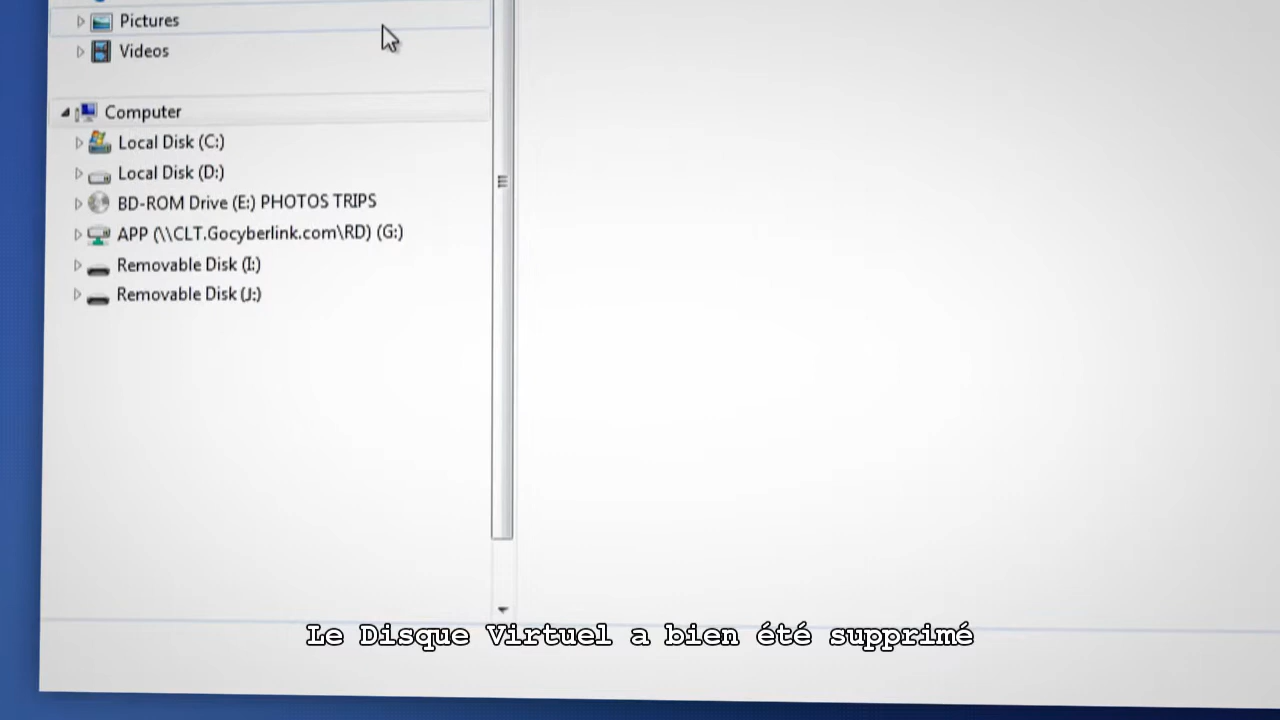 Pictures
Videos
Computer
Local Disk (C:)
Local Disk (D:)
BD-ROM Drive (E:) PHOTOS TRIPS
APP (\\CLT.Gocyberlink.com\RD) (G:)
Removable Disk (I:)
Removable Disk (J:)
Le Disque Virtuel a bien été supprimé